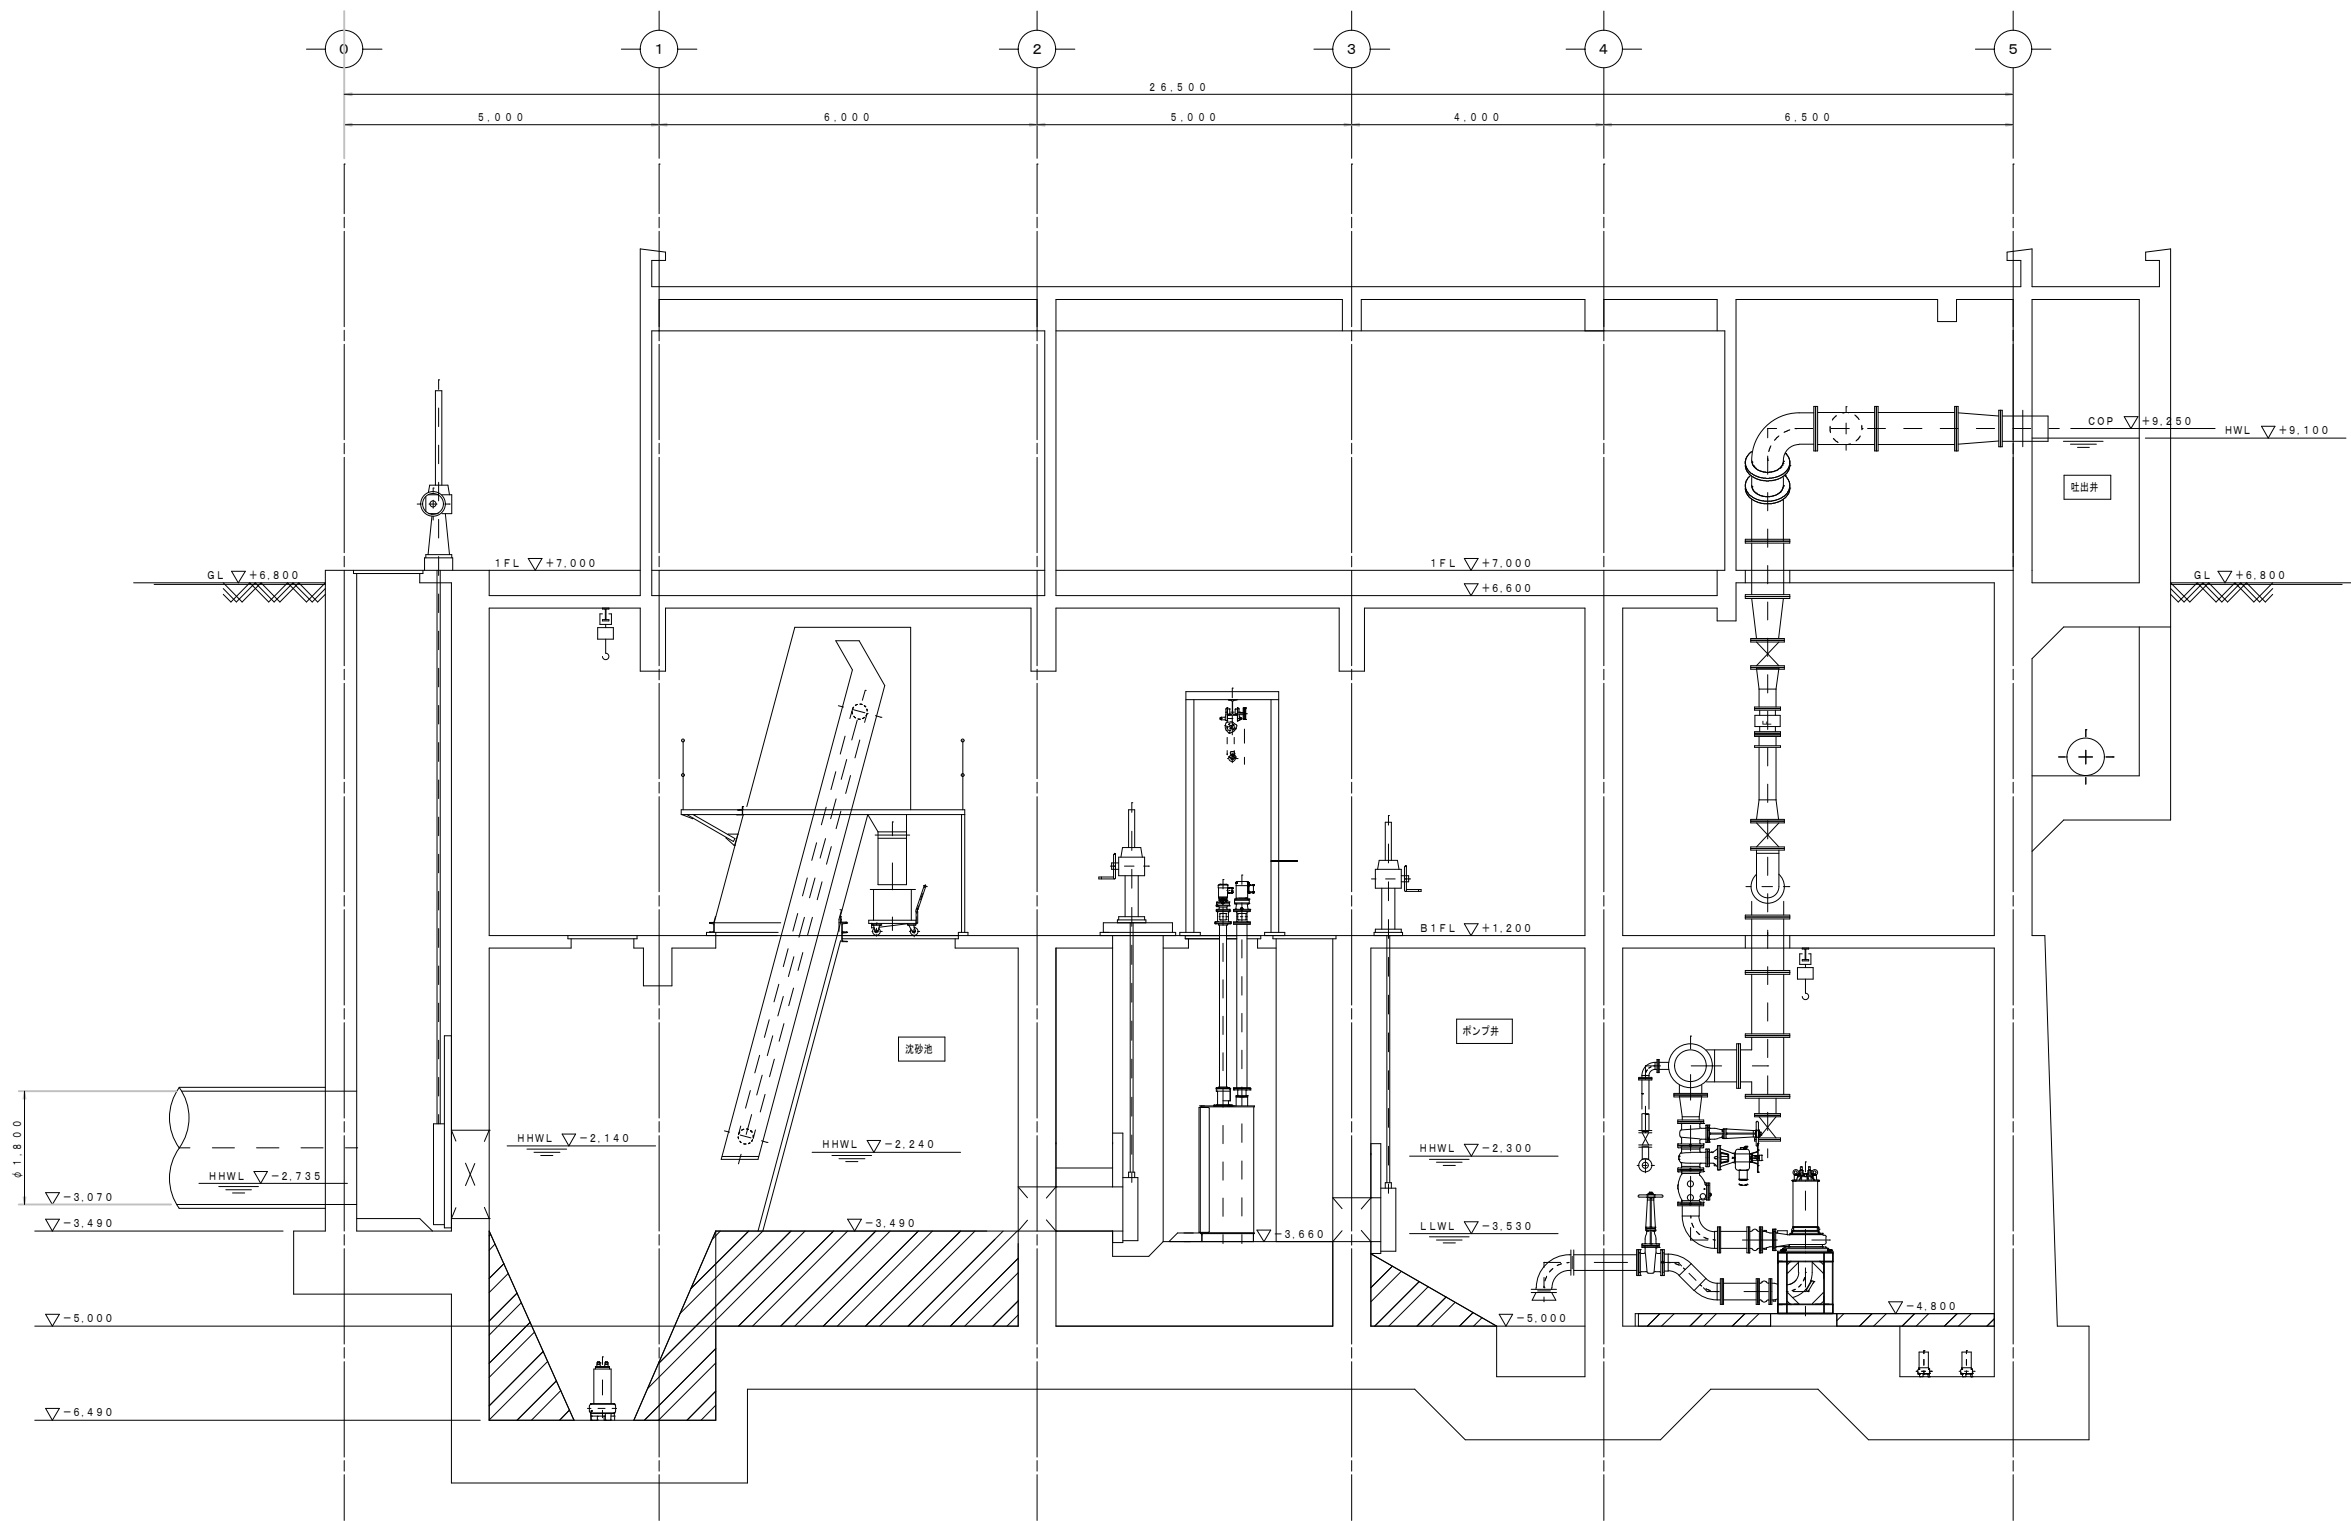 0 1 2 3 4 5
26,500
5,000 6,000 5,000 4,000 6,500
COP ▽+9,250
HWL ▽+9,100
吐出井
1FL ▽+7,000
1FL ▽+7,000
GL ▽+6,800
GL ▽+6,800
▽+6,600
B1FL ▽+1,200
沈砂池
ポンプ井
φ1,800
HHWL ▽-2,140
HHWL ▽-2,240
HHWL ▽-2,300
HHWL ▽-2,735
▽-3,070
▽-3,490
▽-3,490
▽-3,660
LLWL ▽-3,530
▽-4,800
▽-5,000
▽-5,000
▽-6,490